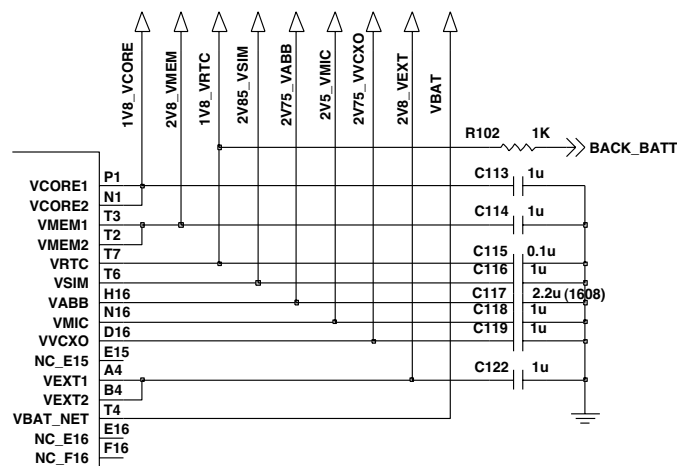 1V8_VCORE
2V8_VMEM
1V8_VRTC
2V85_VSIM
2V75_VABB
2V5_VMIC
2V75_VVCXO
2V8_VEXT
VBAT
R102 1K
BACK_BATT
C113 1u
VCORE1 P1
VCORE2 N1
VMEM1 T3
C114 1u
VMEM2 T2
VRTC T7
C115 0.1u
VSIM T6
C116 1u
VABB H16
C117 2.2u (1608)
VMIC N16
C118 1u
VVCXO D16
C119 1u
NC_E15 E15
VEXT1 A4
C122 1u
VEXT2 B4
VBAT_NET T4
NC_E16 E16
NC_F16 F16